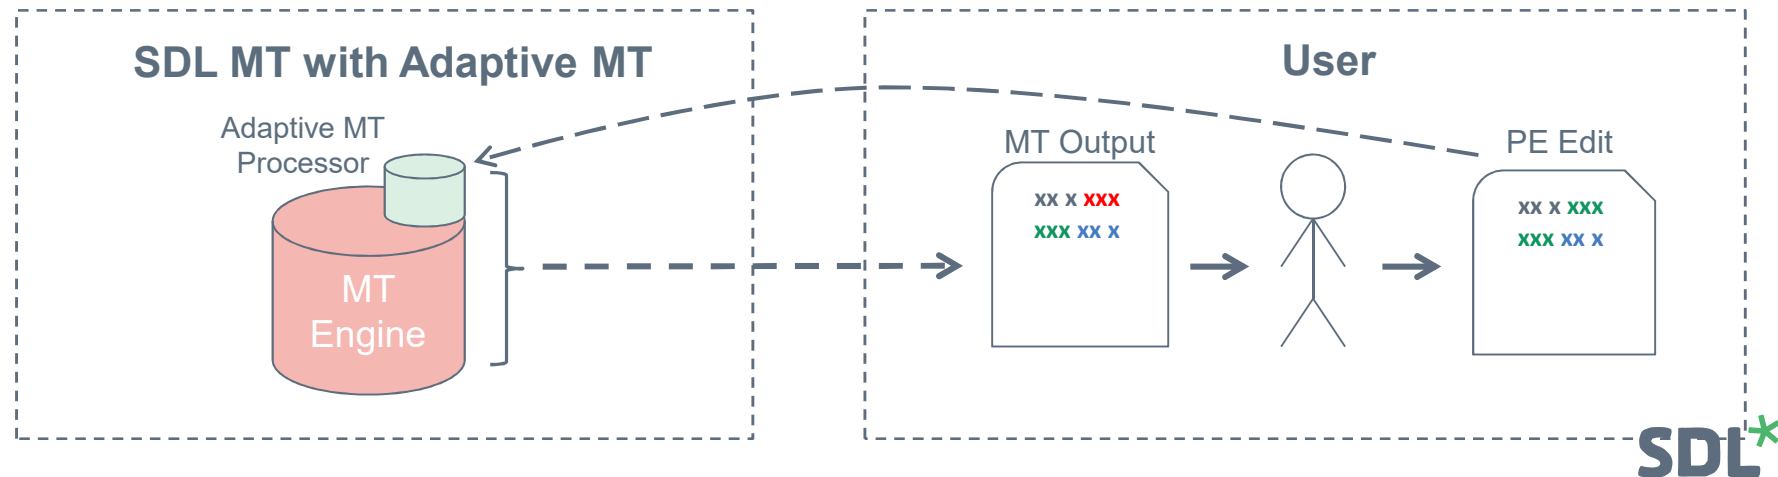 SDL MT with Adaptive MT
Adaptive MT
Processor
MT
Engine
User
MT Output
xx x xxx
xxx xx x
PE Edit
xx x xxx
xxx xx x
SDL*